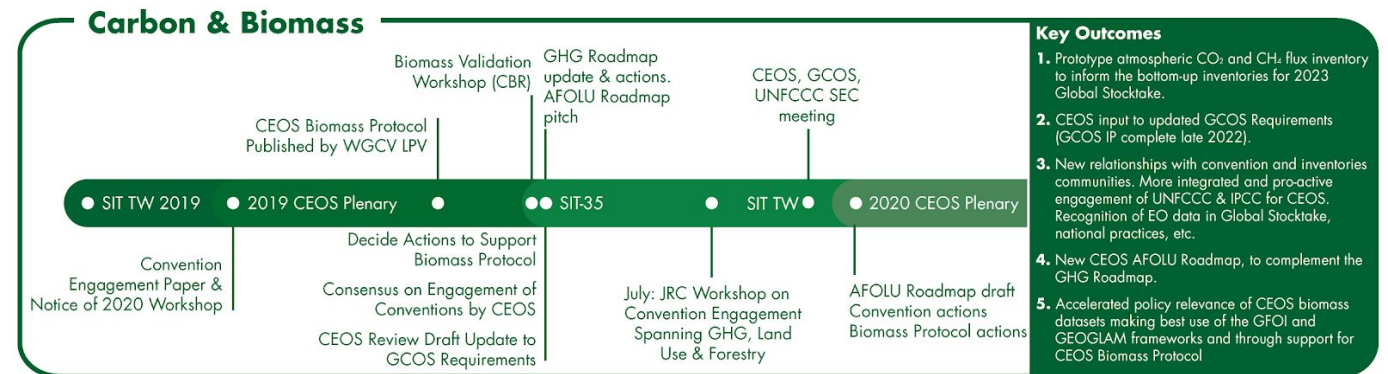 Carbon & Biomass
Biomass Validation
Workshop (CBR)
GHG Roadmap
update & actions.
AFOLU Roadmap
pitch
CEOS, GCOS,
UNFCCC SEC
meeting
CEOS Biomass Protocol
Published by WGCV LPV
SIT TW 2019
2019 CEOS Plenary
SIT-35
SIT TW
2020 CEOS Plenary
Convention
Engagement Paper &
Notice of 2020 Workshop
Decide Actions to Support
Biomass Protocol
Consensus on Engagement of
Conventions by CEOS
CEOS Review Draft Update to
GCOS Requirements
July: JRC Workshop on
Convention Engagement
Spanning GHG, Land
Use & Forestry
AFOLU Roadmap draft
Convention actions
Biomass Protocol actions
Key Outcomes
1. Prototype atmospheric CO₂ and CH₄ flux inventory
to inform the bottom-up inventories for 2023
Global Stocktake.
2. CEOS input to updated GCOS Requirements
(GCOS IP complete late 2022).
3. New relationships with convention and inventories
communities. More integrated and pro-active
engagement of UNFCCC & IPCC for CEOS.
Recognition of EO data in Global Stocktake,
national practices, etc.
4. New CEOS AFOLU Roadmap, to complement the
GHG Roadmap.
5. Accelerated policy relevance of CEOS biomass
datasets making best use of the GFOI and
GEOGLAM frameworks and through support for
CEOS Biomass Protocol